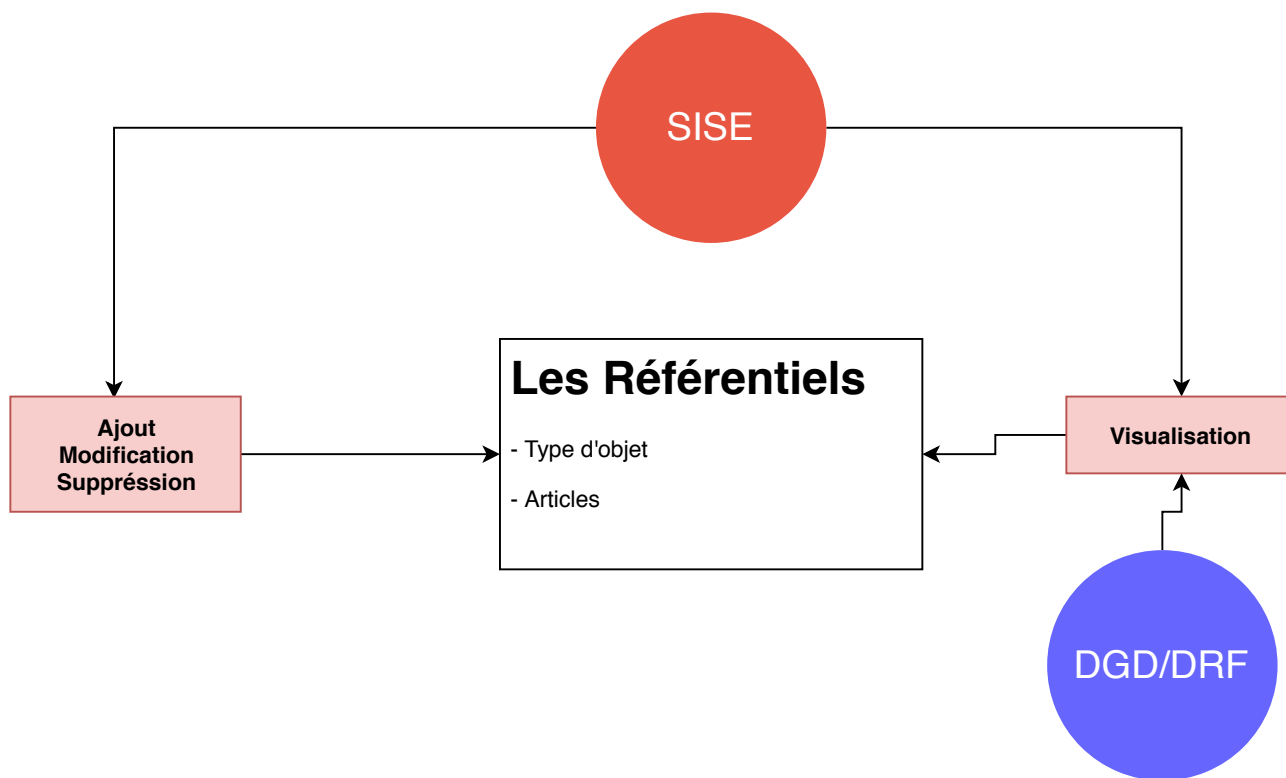 SISE
Les Référentiels
- Type d'objet
- Articles
Ajout
Modification
Suppréssion
Visualisation
DGD/DRF